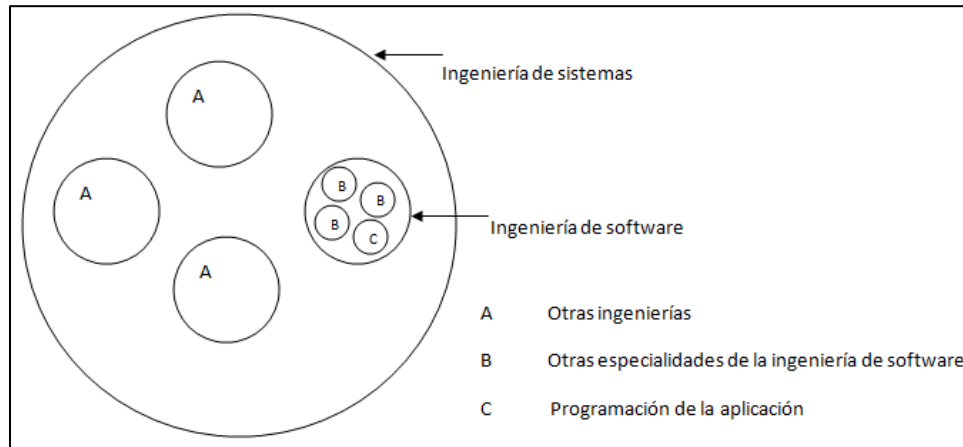 Ingeniería de sistemas
A
A
B
B
B
C
Ingeniería de software
A
A Otras ingenierías
B Otras especialidades de la ingeniería de software
C Programación de la aplicación